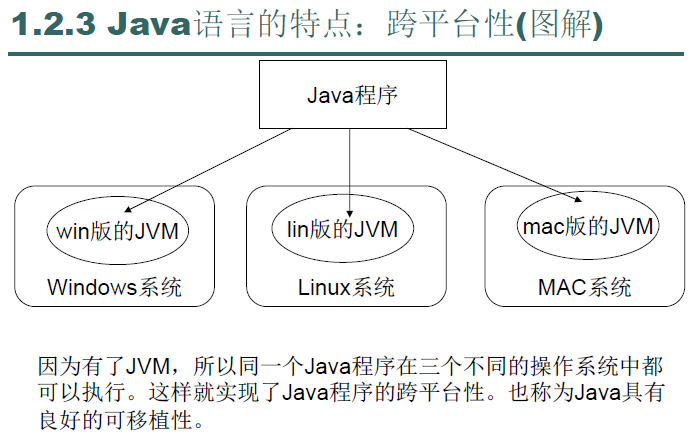 1.2.3 Java语言的特点：跨平台性(图解)
Java程序
win版的JVM
lin版的JVM
mac版的JVM
Windows系统
Linux系统
MAC系统
因为有了JVM，所以同一个Java程序在三个不同的操作系统中都
可以执行。这样就实现了Java程序的跨平台性。也称为Java具有
良好的可移植性。